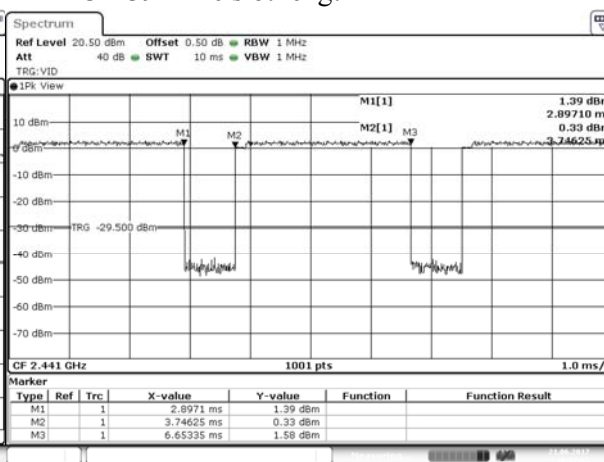 Spectrum
Ref Level 20.50 dBm Offset 0.50 dB RBW 1 MHz
Att 40 dB SWT 10 ms VBW 1 MHz
TRG:VID
1Pk View
M1[1] 1.39 dBm
2.89710 ms
M2[1] 0.33 dBm
3.74625 m
10 dBm
M1
M2
M3
0 dBm
-10 dBm
-20 dBm
-30 dBm
TRG -29.500 dBm
-40 dBm
-50 dBm
-60 dBm
-70 dBm
CF 2.441 GHz 1001 pts 1.0 ms/
Marker
Type Ref Trc X-value Y-value Function Function Result
M1 1 2.8971 ms 1.39 dBm
M2 1 3.74625 ms 0.33 dBm
M3 1 6.65335 ms 1.58 dBm